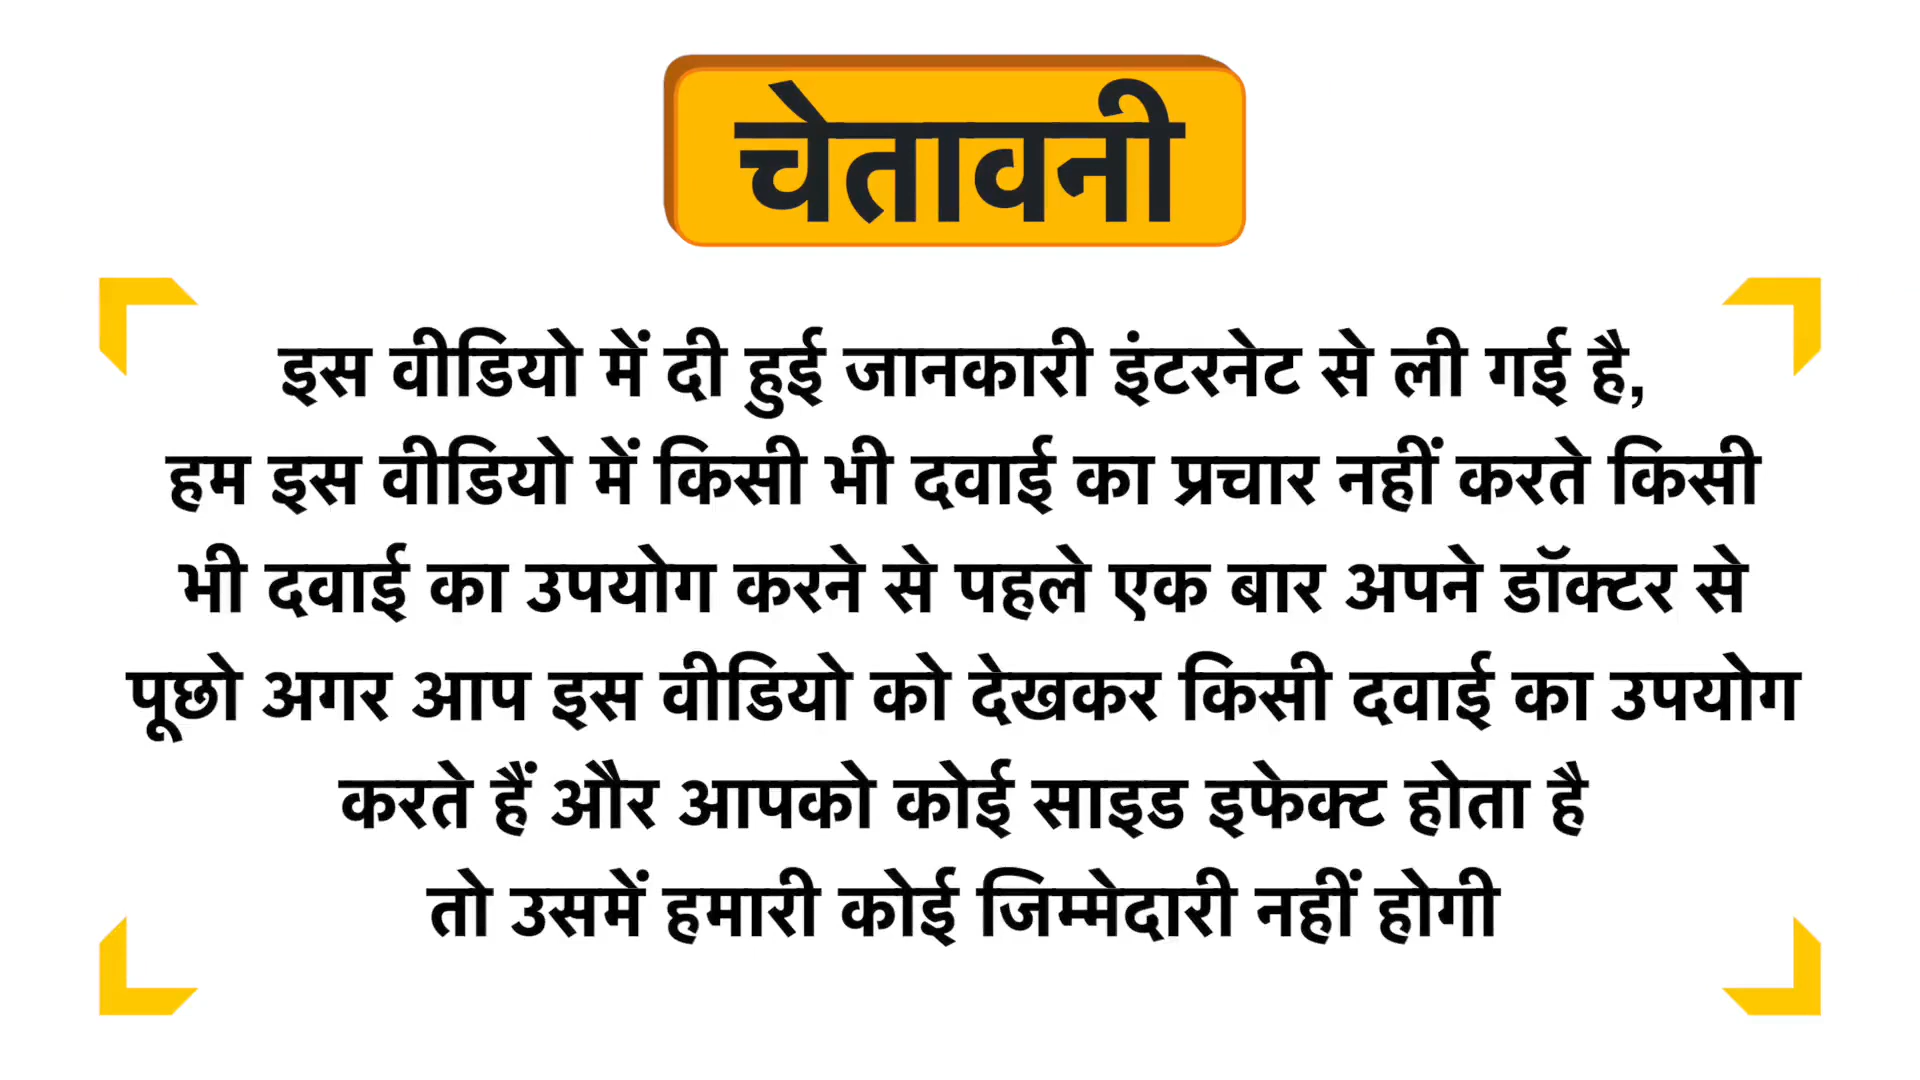 चेतावनी
इस वीडियो में दी हुई जानकारी इंटरनेट से ली गई है,
हम इस वीडियो में किसी भी दवाई का प्रचार नहीं करते किसी
भी दवाई का उपयोग करने से पहले एक बार अपने डॉक्टर से
पूछो अगर आप इस वीडियो को देखकर किसी दवाई का उपयोग
करते हैं और आपको कोई साइड इफेक्ट होता है
तो उसमें हमारी कोई जिम्मेदारी नहीं होगी